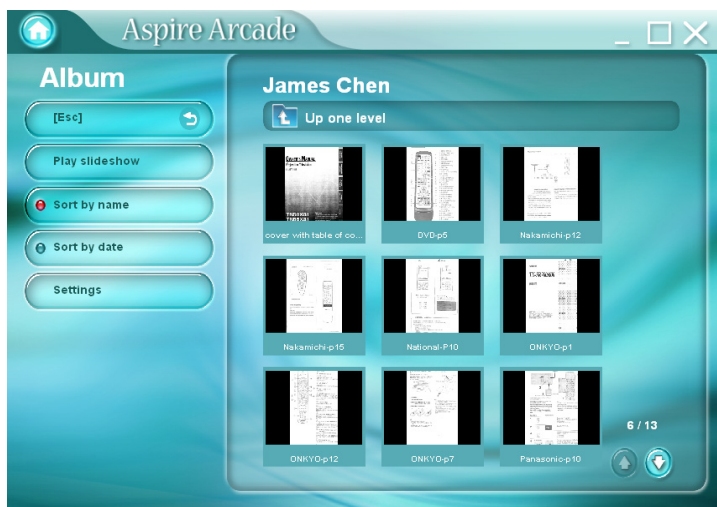 Aspire Arcade
Album
[Esc]
Play slideshow
Sort by name
Sort by date
Settings
James Chen
Up one level
cover with table of co...
DVD-p5
Nakamichi-p12
Nakamichi-p15
National-P10
ONKYO-p1
ONKYO-p12
ONKYO-p7
Panasonic-p10
6 / 13